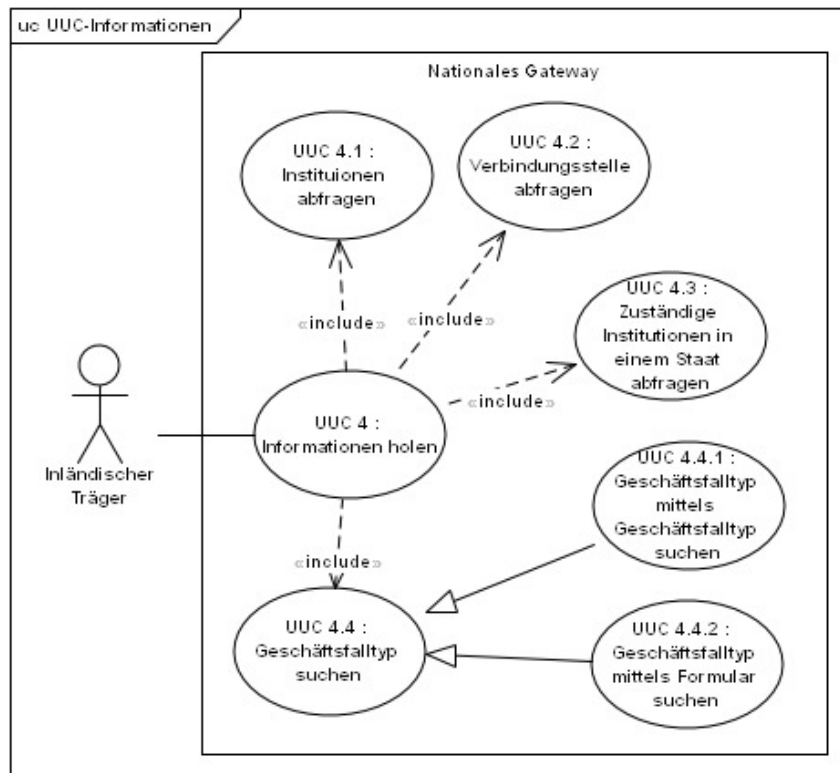 uc UUC-Informationen
Nationales Gateway
UUC 4.1 :
Instituionen
abfragen
UUC 4.2 :
Verbindungsstelle
abfragen
«include»
«include»
UUC 4.3 :
Zuständige
Institutionen in
einem Staat
abfragen
«include»
UUC 4 :
Informationen holen
Inländischer
Träger
UUC 4.4.1 :
Geschäftsfalltyp
mittels
Geschäftsfalltyp
suchen
«include»
UUC 4.4 :
Geschäftsfalltyp
suchen
UUC 4.4.2 :
Geschäftsfalltyp
mittels Formular
suchen